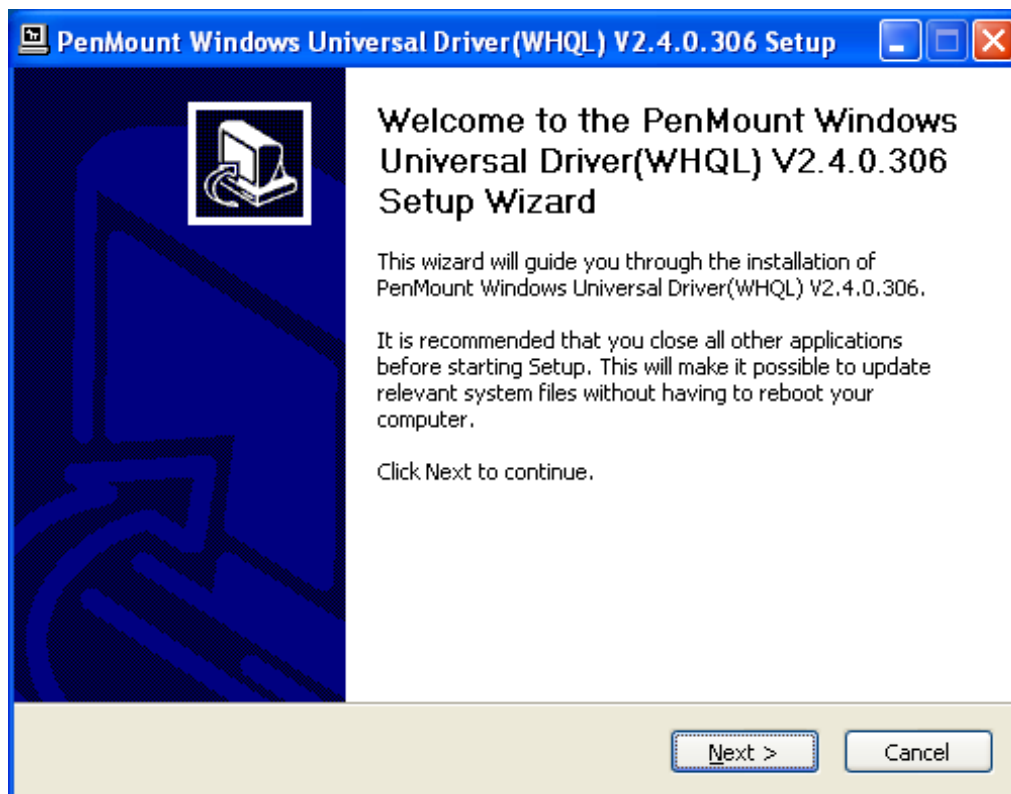 PenMount Windows Universal Driver(WHQL) V2.4.0.306 Setup
Welcome to the PenMount Windows
Universal Driver(WHQL) V2.4.0.306
Setup Wizard
This wizard will guide you through the installation of
PenMount Windows Universal Driver(WHQL) V2.4.0.306.
It is recommended that you close all other applications
before starting Setup. This will make it possible to update
relevant system files without having to reboot your
computer.
Click Next to continue.
Next >
Cancel